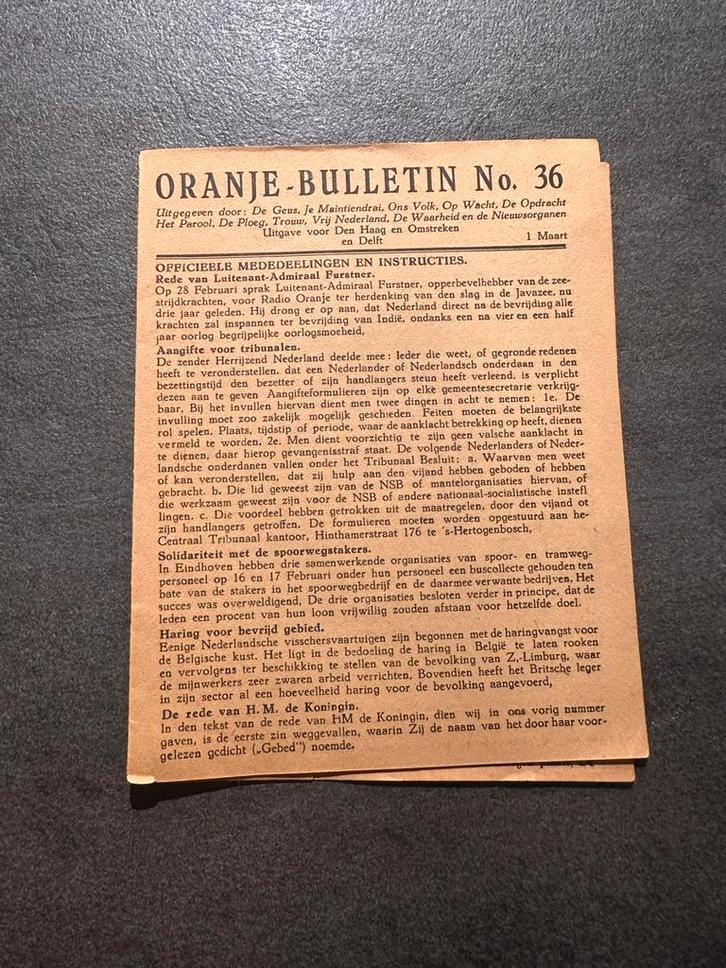 ORANJE-BULLETIN No. 36
Uitgegeven door: De Geus, Je Maintiendrai, Ons Volk, Op Wacht, De Opdracht
Het Parool, De Ploeg, Trouw, Vrij Nederland, De Waarheid en de Nieuwsorganen
Uitgave voor Den Haag en Omstreken
en Delft
1 Maart
OFFICIEELE MEDEDEELINGEN EN INSTRUCTIES.
Rede van Luitenant-Admiraal Furstner.
Op 28 Februari sprak Luitenant-Admiraal Furstner, opperbevelhebber van de zee-
strijdkrachten, voor Radio Oranje ter herdenking van den slag in de Javazee, nu
drie jaar geleden. Hij drong er op aan, dat Nederland direct na de bevrijding alle
krachten zal inspannen ter bevrijding van Indië, ondanks een na vier en een half
jaar oorlog begrijpelijke oorlogsmoeheid,
Aangifte voor tribunalen.
De zender Herrijzend Nederland deelde mee: Ieder die weet, of gegronde redenen
heeft te veronderstellen, dat een Nederlander of Nederlandsch onderdaan in den
bezettingstijd den bezetter of zijn handlangers steun heeft verleend, is verplicht
dezen aan te geven Aangifteformulieren zijn op elke gemeentesecretarie verkrijg-
baar, Bij het invullen hiervan dient men twee dingen in acht te nemen: 1e. De
invulling moet zoo zakelijk mogelijk geschieden Feiten moeten de belangrijkste
rol spelen. Plaats, tijdstip of periode, waar de aanklacht betrekking op heeft, dienen
vermeld te worden. 2e. Men dient voorzichtig te zijn geen valsche aanklacht in
te dienen, daar hierop gevangenisstraf staat. De volgende Nederlanders of Neder-
landsche onderdanen vallen onder het Tribunaal Besluit: a. Waarvan men weet
of kan veronderstellen, dat zij hulp aan den vijand hebben geboden of hebben
gebracht. b. Die lid geweest zijn van de NSB of mantelorganisaties hiervan, of
die werkzaam geweest zijn voor de NSB of andere nationaal-socialistische instefl
lingen. c. Die voordeel hebben getrokken uit de maatregelen, door den vijand ot
zijn handlangers getroffen. De formulieren moeten worden opgestuurd aan he-
Centraal Tribunaal kantoor, Hinthamerstraat 176 te 's-Hertogenbosch,
Solidariteit met de spoorwegstakers.
In Eindhoven hebben drie samenwerkende organisaties van spoor- en tramweg-
personeel op 16 en 17 Februari onder hun personeel een buscollecte gehouden ten
bate van de stakers in het spoorwegbedrijf en de daarmee verwante bedrijven, Het
succes was overweldigend, De drie organisaties besloten verder in principe, dat de
leden een procent van hun loon vrijwillig zouden afstaan voor hetzelfde doel.
Haring voor bevrijd gebied.
Eenige Nederlandsche visschersvaartuigen zijn begonnen met de haringvangst voor
de Belgische kust. Het ligt in de bedoeling de haring in België te laten rooken
en vervolgens ter beschikking te stellen van de bevolking van Z,-Limburg, waar
de mijnwerkers zeer zwaren arbeid verrichten, Bovendien heeft het Britsche leger
in zijn sector al een hoeveelheid haring voor de bevolking aangevoerd,
De rede van H. M. de Koningin.
In den tekst van de rede van HM de Koningin, dien wij in ons vorig nummer
gaven, is de eerste zin weggevallen, waarin Zij de naam van het door haar voor-
gelezen gedicht („Gebed") noemde.